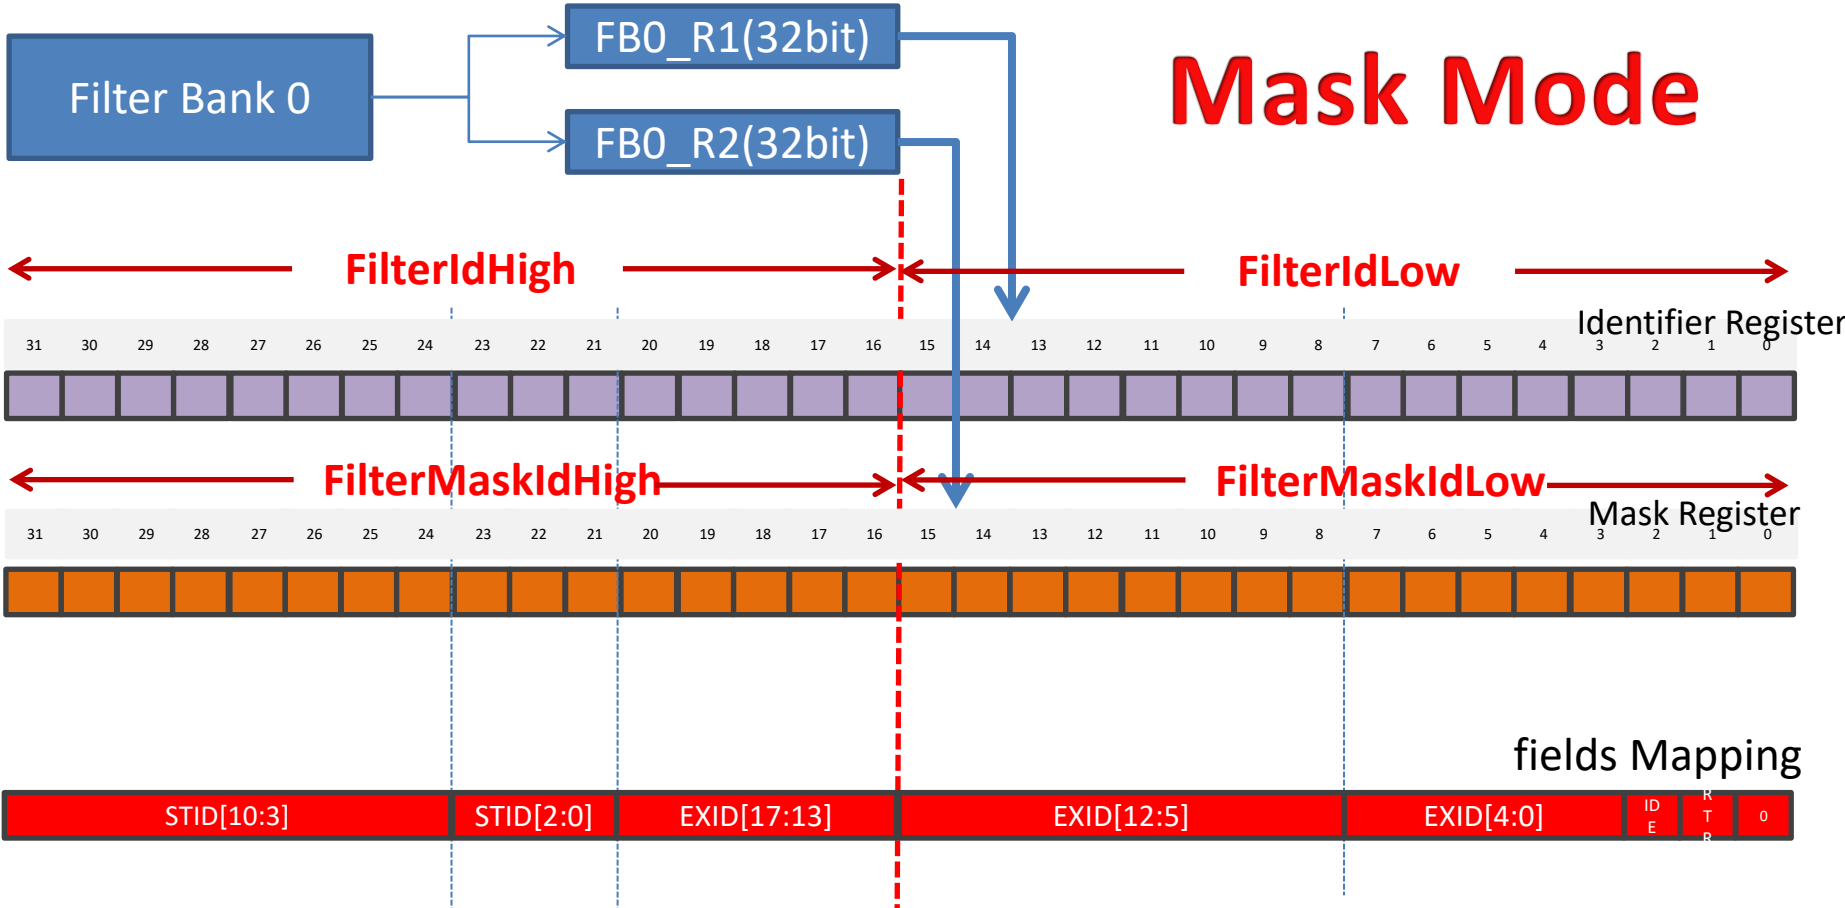 FB0_R1(32bit)
Mask Mode
Filter Bank 0
FB0_R2(32bit)
FilterIdHigh
FilterIdLow
Identifier Register
31 30 29 28 27 26 25 24 23 22 21 20 19 18 17 16 15 14 13 12 11 10 9 8 7 6 5 4 3 2 1 0
FilterMaskIdHigh
FilterMaskIdLow
Mask Register
31 30 29 28 27 26 25 24 23 22 21 20 19 18 17 16 15 14 13 12 11 10 9 8 7 6 5 4 3 2 1 0
fields Mapping
STID[10:3] STID[2:0] EXID[17:13] EXID[12:5] EXID[4:0] IDE RTR 0